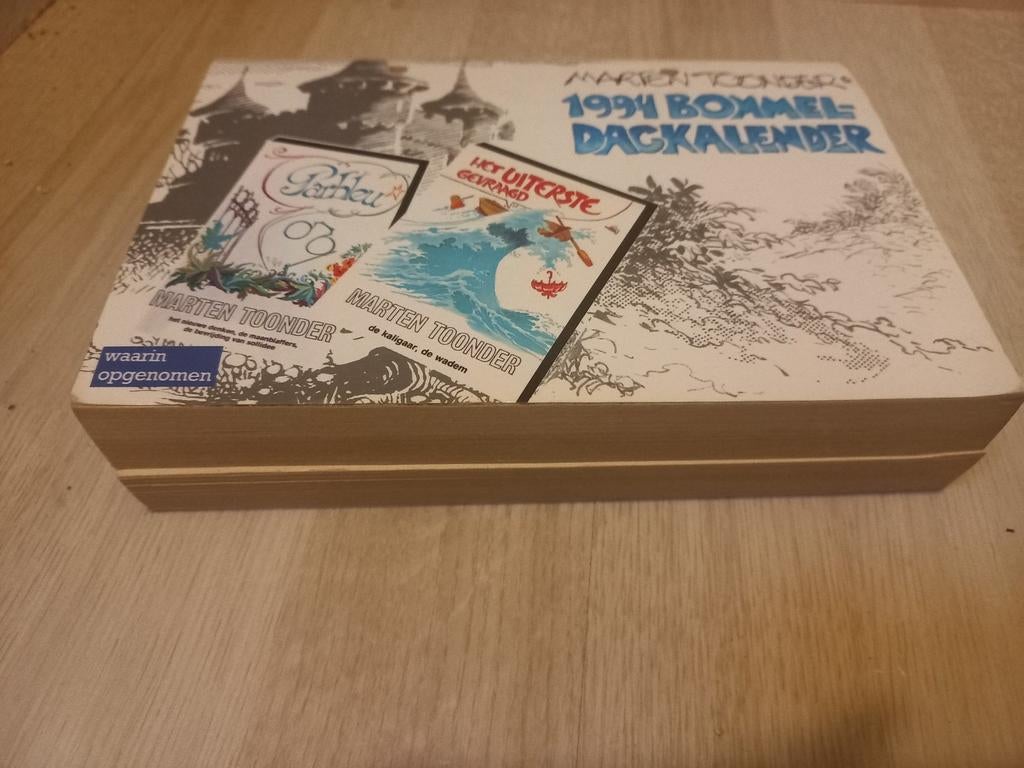 MARTEN TOONDER'S
1994 BOMMEL-
DAGKALENDER
Parbleu
MARTEN TOONDER
het nieuwe denken, de maanblaffers,
de bevrijding van sollidee
HET UITERSTE
GEVRAAGD
MARTEN TOONDER
de kaligaar, de wadem
waarin
opgenomen